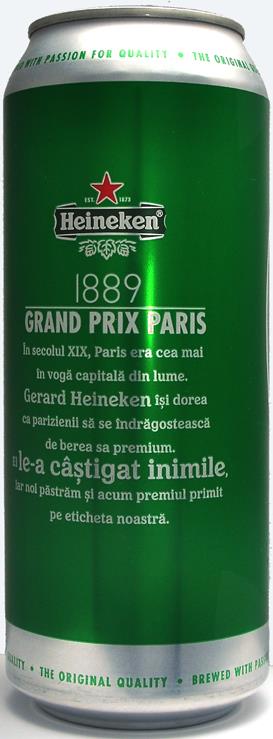 WITH PASSION FOR QUALITY • THE ORIGINAL
EST. 1873
Heineken®
1889
GRAND PRIX PARIS
În secolul XIX, Paris era cea mai
în vogă capitală din lume.
Gerard Heineken își dorea
ca parizienii să se îndrăgostească
de berea sa premium.
El le-a câștigat inimile,
iar noi păstrăm și acum premiul primit
pe eticheta noastră.
• THE ORIGINAL QUALITY • BREWED WITH